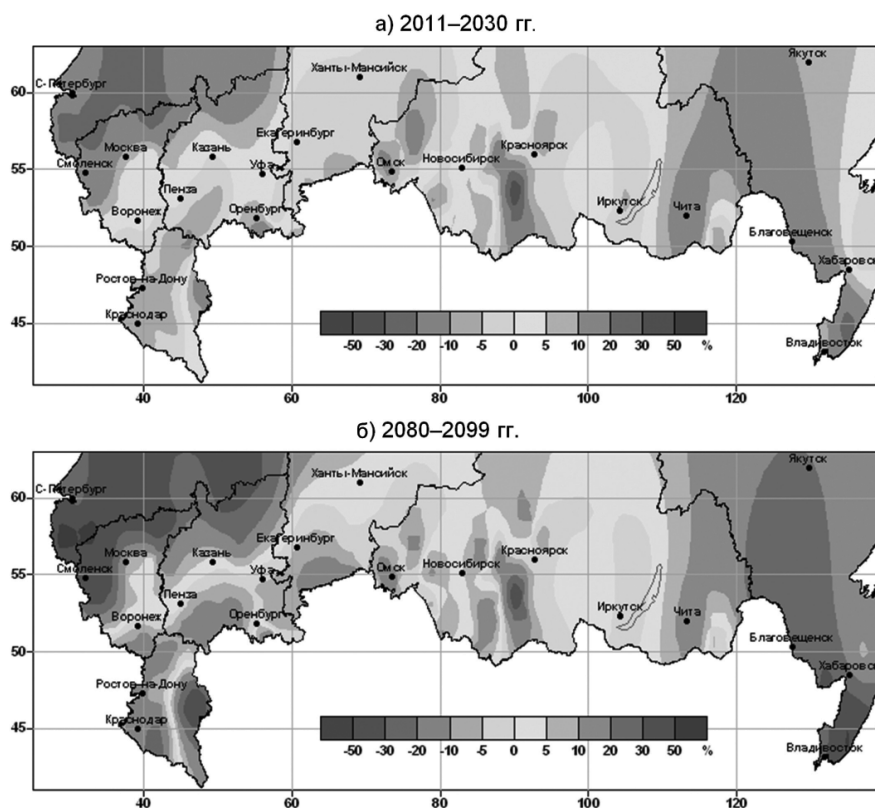 а) 2011–2030 гг.
Якутск
Ханты-Мансийск
С-Петербург
60
Екатеринбург
Москва
Казань
Красноярск
Смоленск
Уфа
Омск
Новосибирск
55
Пенза
Иркутск
Чита
Воронеж
Оренбург
Благовещенск
50
Хабаровск
Ростов-на-Дону
Краснодар
45
-50 -30 -20 -10 -5 0 5 10 20 30 50 %
Владивосток
40 60 80 100 120
б) 2080–2099 гг.
Якутск
Ханты-Мансийск
С-Петербург
60
Екатеринбург
Москва
Казань
Красноярск
Смоленск
Уфа
Омск
Новосибирск
55
Пенза
Иркутск
Чита
Воронеж
Оренбург
Благовещенск
50
Хабаровск
Ростов-на-Дону
Краснодар
45
-50 -30 -20 -10 -5 0 5 10 20 30 50 %
Владивосток
40 60 80 100 120